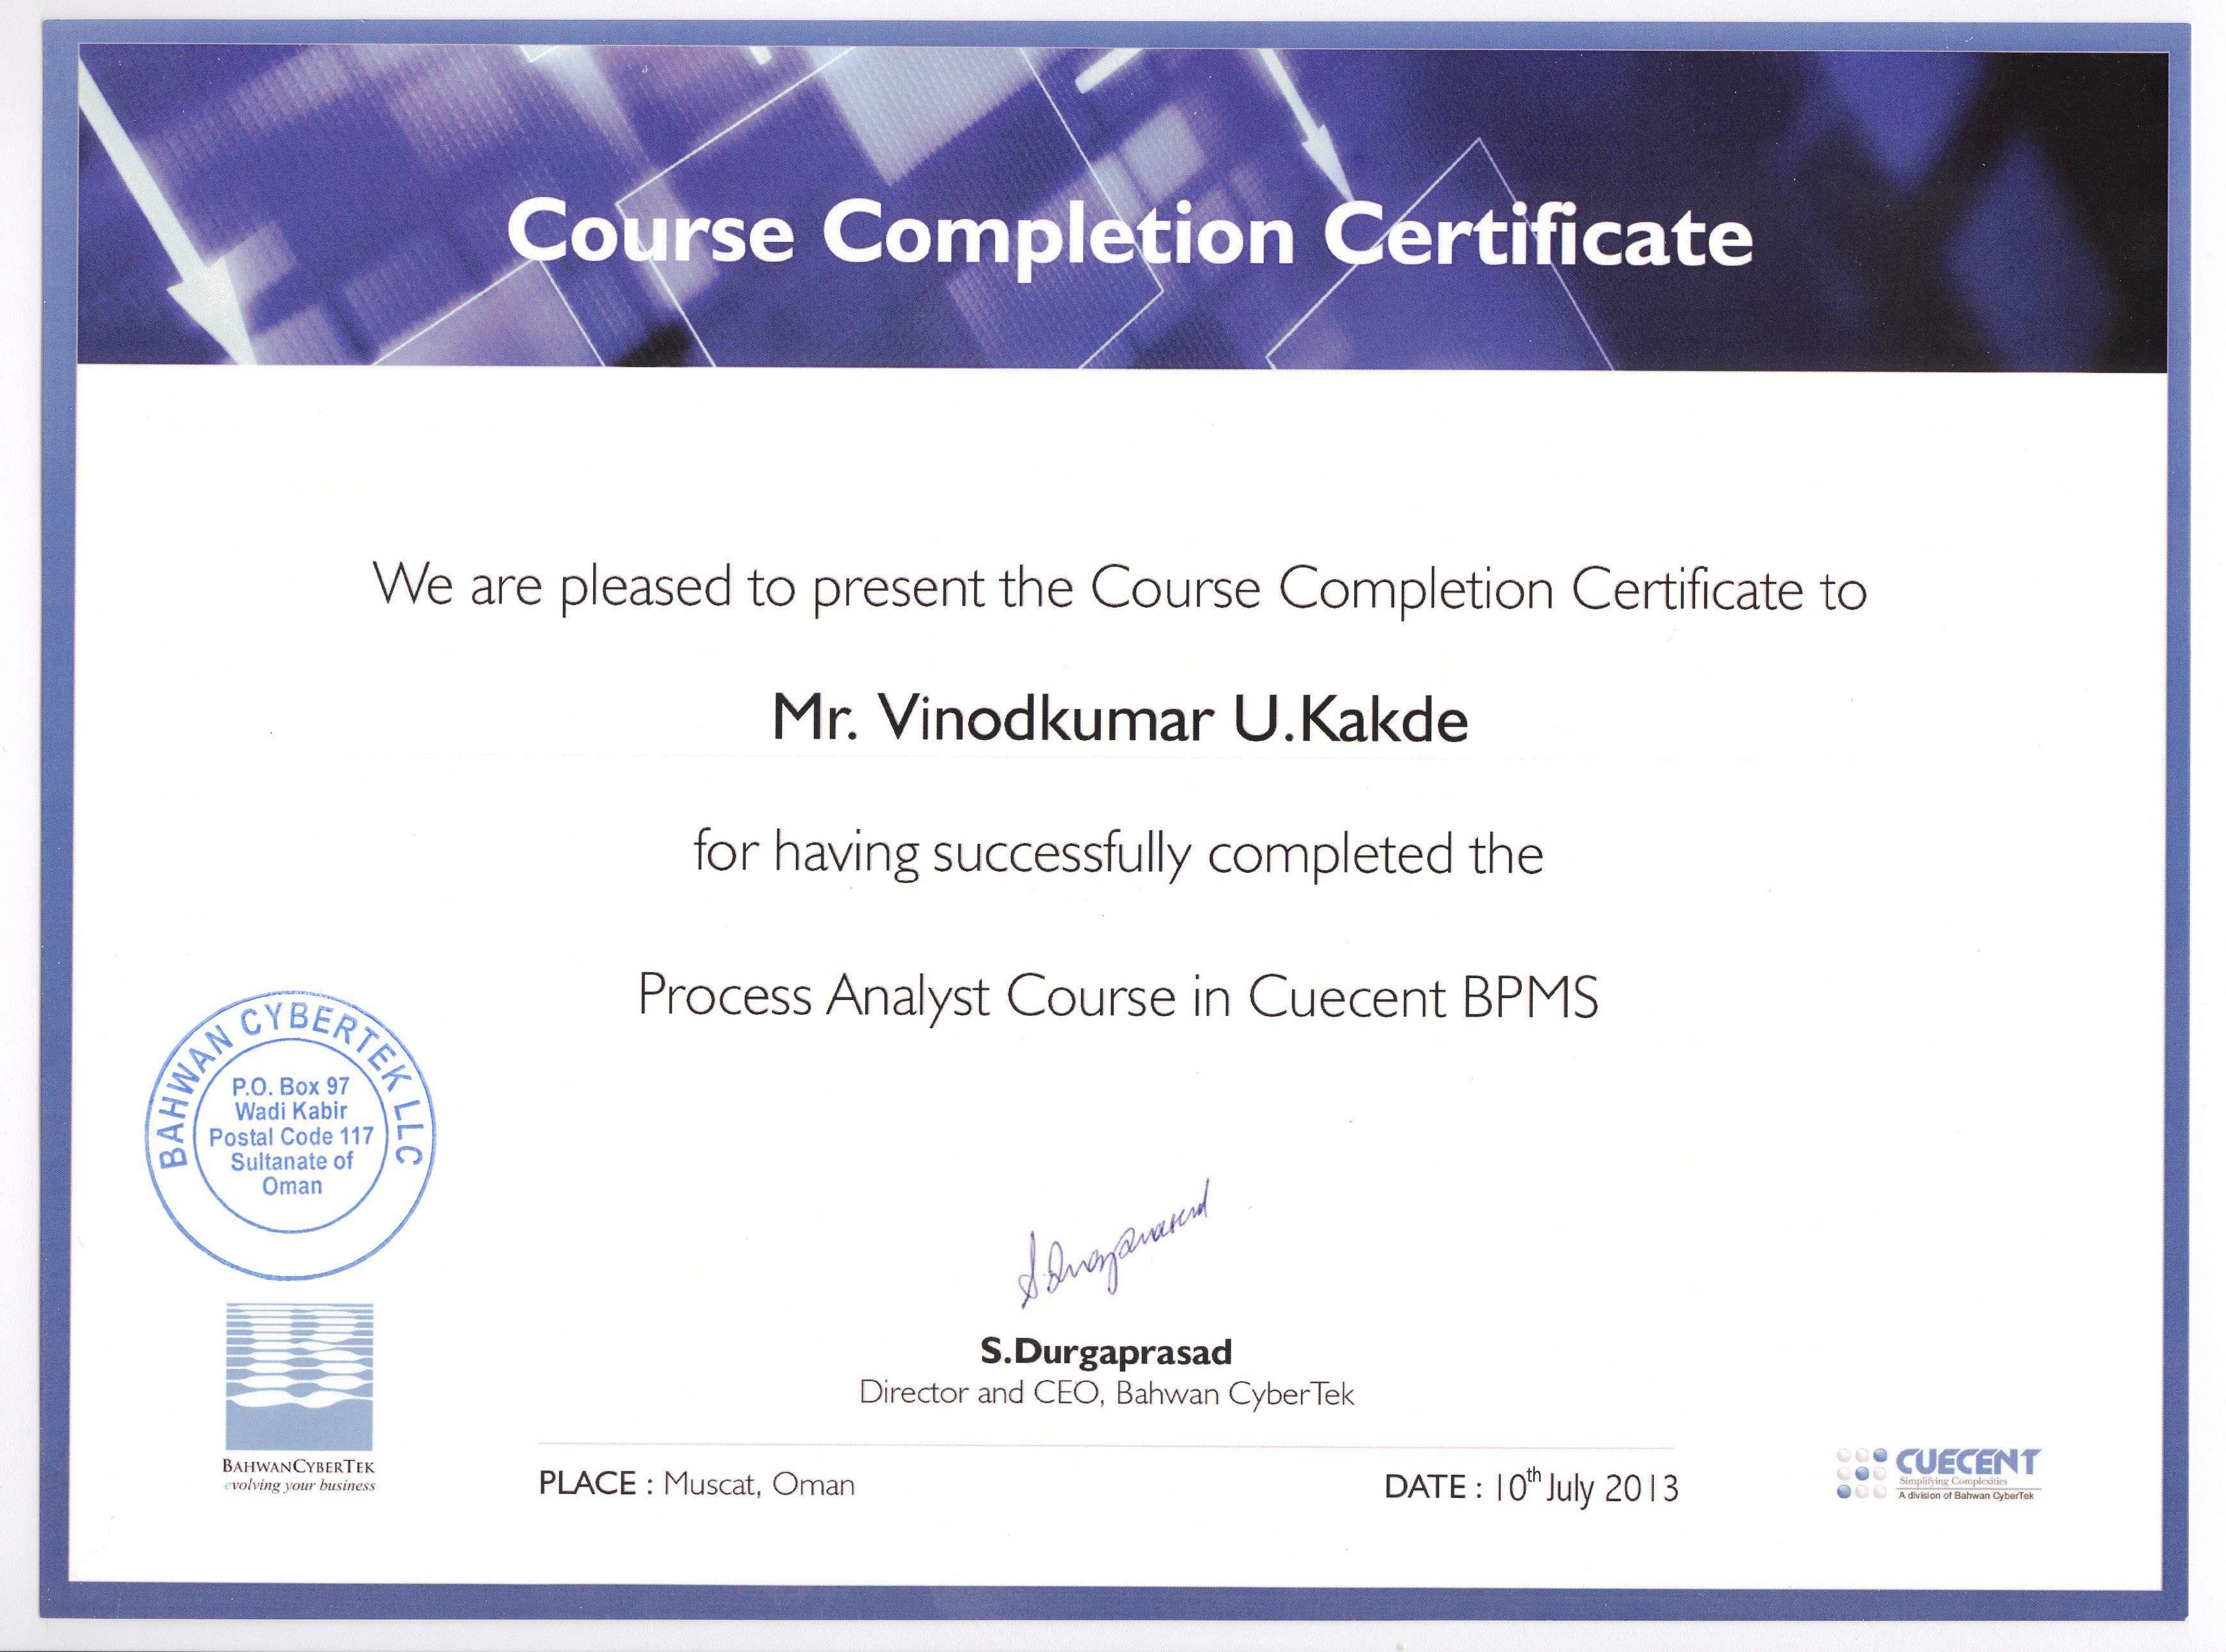 Course Completion Certificate
We are pleased to present the Course Completion Certificate to
Mr. Vinodkumar U.Kakde
for having successfully completed the
Process Analyst Course in Cuecent BPMS
BAHWAN CYBERTEK LLC
P.O. Box 97
Wadi Kabir
Postal Code 117
Sultanate of
Oman
S.Durgaprasad
S.Durgaprasad
Director and CEO, Bahwan CyberTek
BAHWANCYBERTEK
evolving your business
PLACE : Muscat, Oman
DATE : 10th July 2013
CUECENT
Simplifying Complexities
A division of Bahwan CyberTek